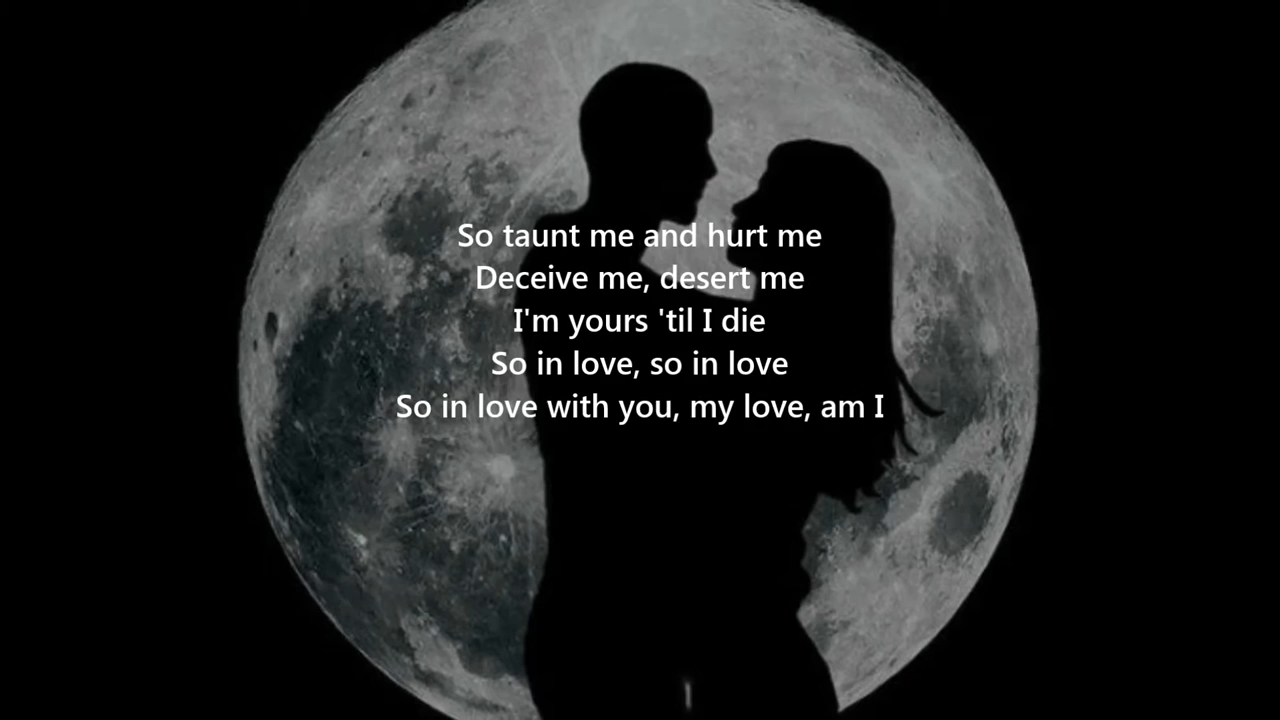 So taunt me and hurt me
Deceive me, desert me
I'm yours 'til I die
So in love, so in love
So in love with you, my love, am I